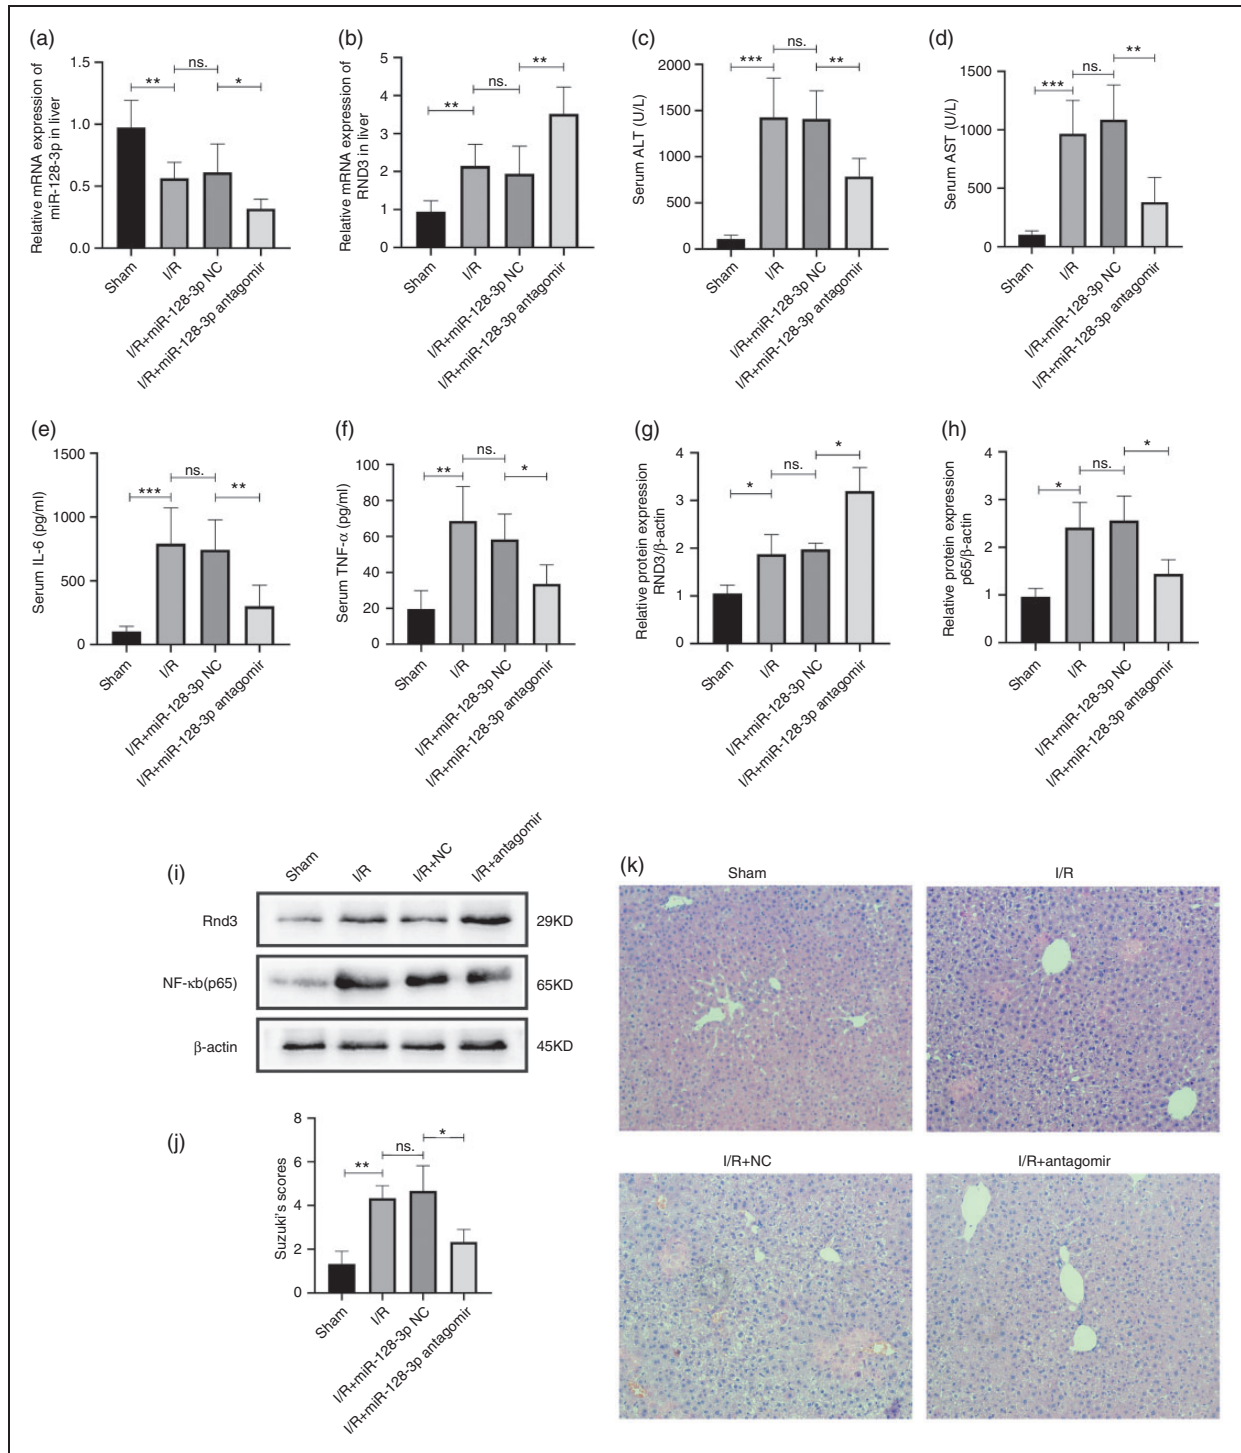 (a)
Relative mRNA expression of
miR-128-3p in liver
1.5
1.0
0.5
0.0
**
ns.
*
Sham
I/R
I/R+miR-128-3p NC
I/R+miR-128-3p antagomir
(b)
Relative mRNA expression of
RND3 in liver
5
4
3
2
1
0
**
ns.
**
Sham
I/R
I/R+miR-128-3p NC
I/R+miR-128-3p antagomir
(c)
Serum ALT (U/L)
2000
1500
1000
500
0
***
ns.
**
Sham
I/R
I/R+miR-128-3p NC
I/R+miR-128-3p antagomir
(d)
Serum AST (U/L)
1500
1000
500
0
***
ns.
**
Sham
I/R
I/R+miR-128-3p NC
I/R+miR-128-3p antagomir
(e)
Serum IL-6 (pg/ml)
1500
1000
500
0
***
ns.
**
Sham
I/R
I/R+miR-128-3p NC
I/R+miR-128-3p antagomir
(f)
Serum TNF-α (pg/ml)
100
80
60
40
20
0
**
ns.
*
Sham
I/R
I/R+miR-128-3p NC
I/R+miR-128-3p antagomir
(g)
Relative protein expression
RND3/β-actin
4
3
2
1
0
*
ns.
*
Sham
I/R
I/R+miR-128-3p NC
I/R+miR-128-3p antagomir
(h)
Relative protein expression
p65/β-actin
4
3
2
1
0
*
ns.
*
Sham
I/R
I/R+miR-128-3p NC
I/R+miR-128-3p antagomir
(i)
Sham
I/R
I/R+NC
I/R+antagomir
Rnd3
29KD
NF-κb(p65)
65KD
β-actin
45KD
(j)
Suzuki's scores
8
6
4
2
0
**
ns.
*
Sham
I/R
I/R+miR-128-3p NC
I/R+miR-128-3p antagomir
(k)
Sham
I/R
I/R+NC
I/R+antagomir